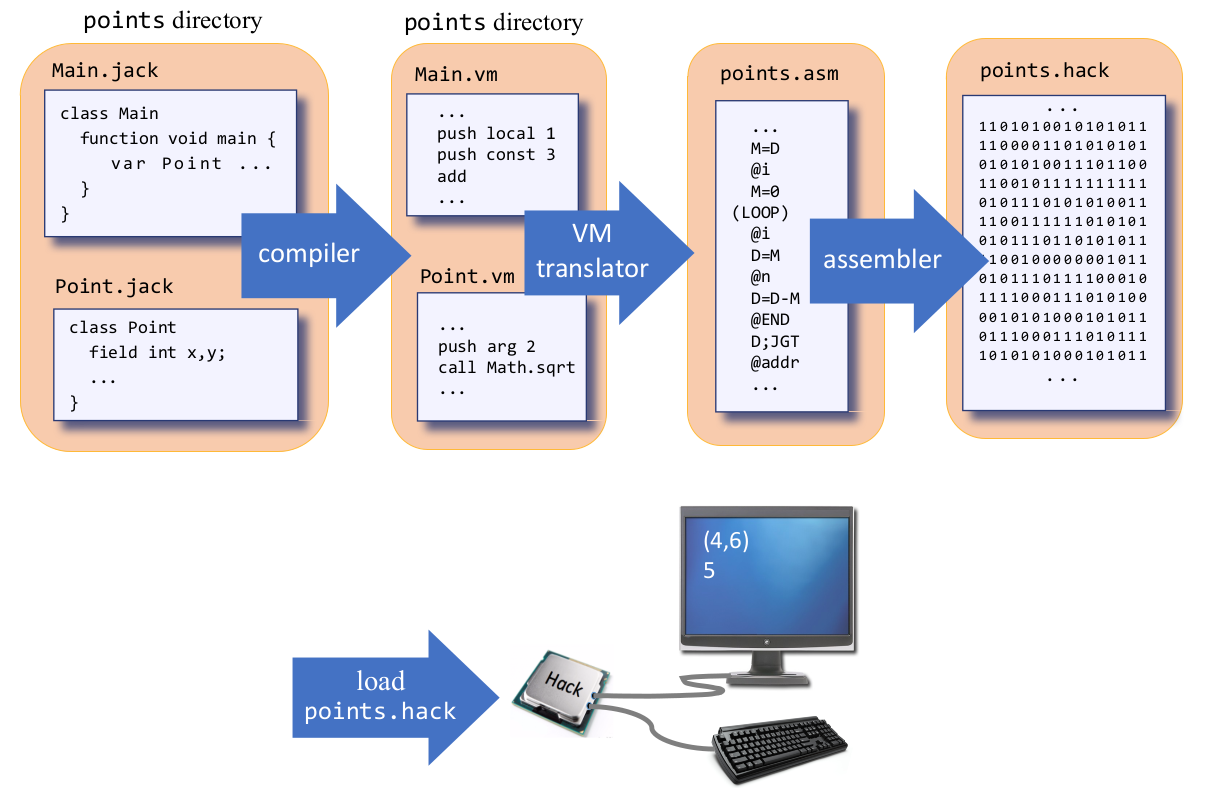 points directory
Main.jack
class Main
function void main {
var Point ...
}
}
Point.jack
class Point
field int x,y;
...
}
compiler
points directory
Main.vm
...
push local 1
push const 3
add
...
Point.vm
...
push arg 2
call Math.sqrt
...
VM
translator
points.asm
...
M=D
@i
M=0
(LOOP)
@i
D=M
@n
D=D-M
@END
D;JGT
@addr
...
assembler
points.hack
...
1101010010101011
1100001101010101
0101010011101100
1100101111111111
0101110101010011
1100111111010101
0101110110101011
100100000001011
0101110111100010
1111000111010100
0010101000101011
0111000111010111
1010101000101011
...
load
points.hack
Hack
(4,6)
5